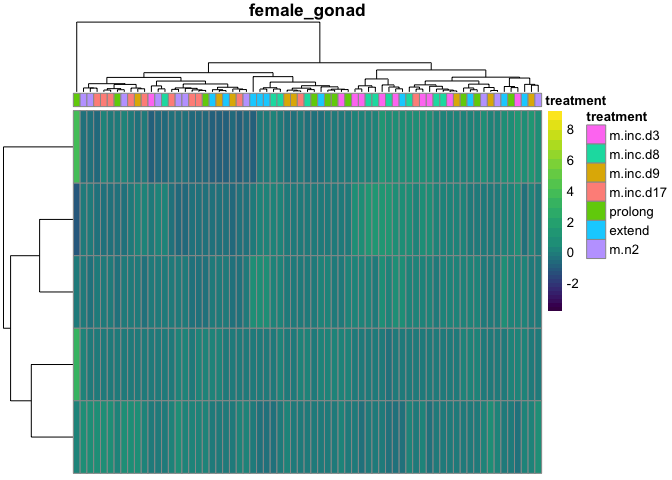 female_gonad
treatment
treatment
8
6
4
2
0
-2
m.inc.d3
m.inc.d8
m.inc.d9
m.inc.d17
prolong
extend
m.n2